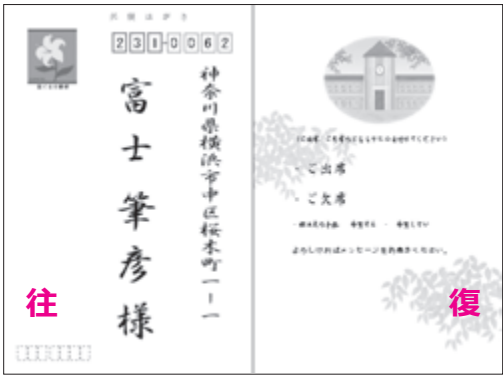 はがき
231-0062
神奈川県横浜市中区桜木町一ー一
富士筆彦様
往
・ご出席
・ご欠席
よろしければメッセージをお書きください。
復